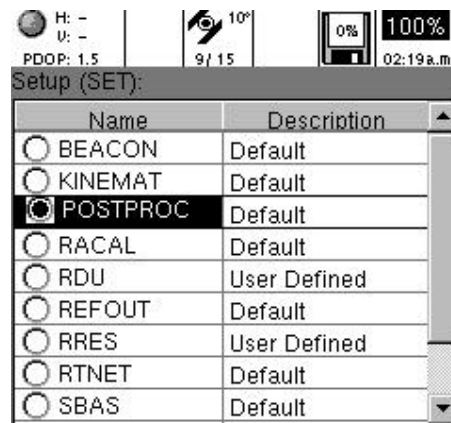 H: - 10° 0% 100%
V: -
PDOP: 1.5 9/ 15 02:19a.m
Setup (SET):
Name Description
BEACON Default
KINEMAT Default
POSTPROC Default
RACAL Default
RDU User Defined
REFOUT Default
RRES User Defined
RTNET Default
SBAS Default